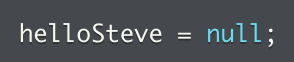 helloSteve = null;